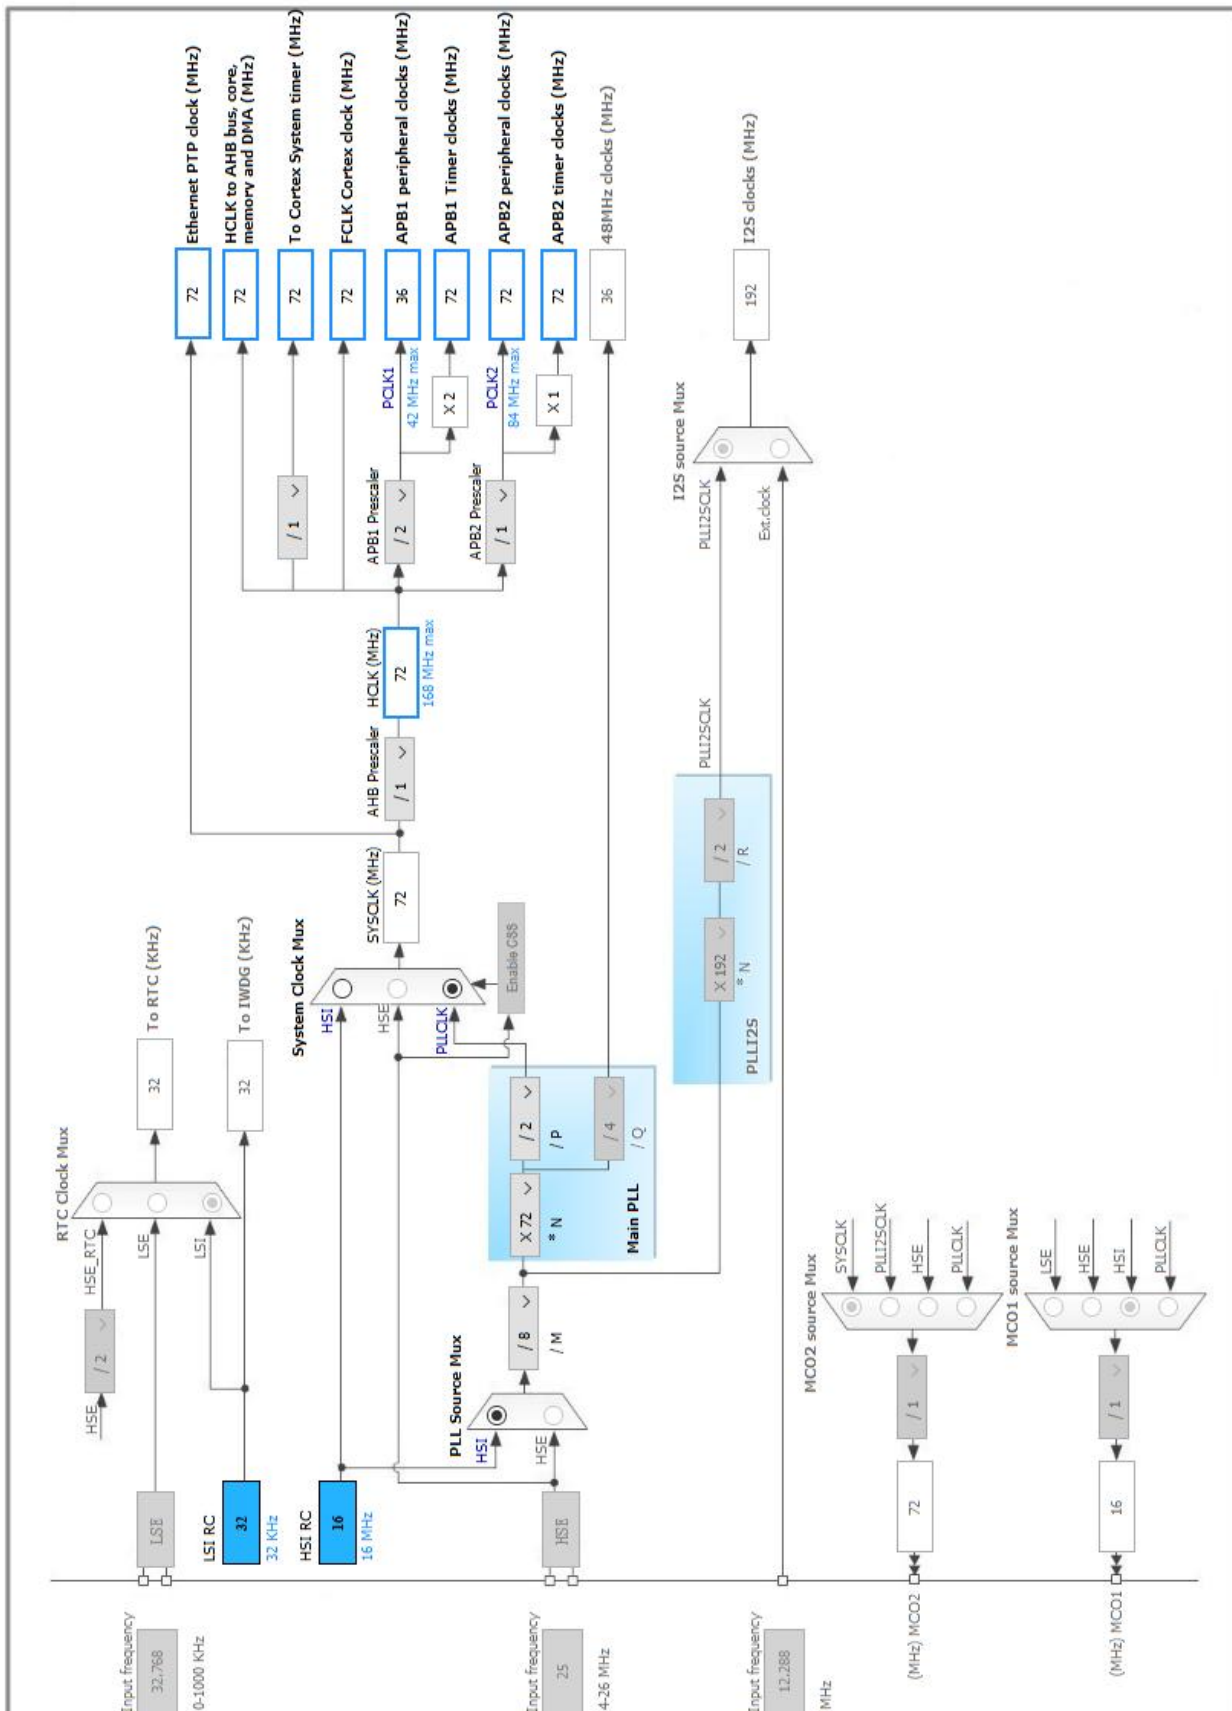 Input frequency
32.768
0-1000 KHz
LSE
LSI RC
32
32 KHz
HSI RC
16
16 MHz
Input frequency
25
4-26 MHz
HSE
Input frequency
12.288
MHz
HSE
/ 2
HSE_RTC
LSE
LSI
RTC Clock Mux
32
To RTC (KHz)
32
To IWDG (KHz)
PLL Source Mux
HSI
HSE
/ 8
/ M
X 72
* N
/ 2
/ P
/ 4
/ Q
Main PLL
System Clock Mux
HSI
HSE
PLLCLK
Enable CSS
SYSCLK (MHz)
72
AHB Prescaler
/ 1
HCLK (MHz)
72
168 MHz max
/ 1
APB1 Prescaler
/ 2
APB2 Prescaler
/ 1
PCLK1
42 MHz max
X 2
PCLK2
84 MHz max
X 1
72
Ethernet PTP clock (MHz)
72
HCLK to AHB bus, core,
memory and DMA (MHz)
72
To Cortex System timer (MHz)
72
FCLK Cortex clock (MHz)
36
APB1 peripheral clocks (MHz)
72
APB1 Timer clocks (MHz)
72
APB2 peripheral clocks (MHz)
72
APB2 timer clocks (MHz)
36
48MHz clocks (MHz)
PLLI2S
X 192
* N
/ 2
/ R
PLLI2SCLK
PLLI2SCLK
Ext.clock
I2S source Mux
192
I2S clocks (MHz)
MCO2 source Mux
SYSCLK
PLLI2SCLK
HSE
PLLCLK
/ 1
72
(MHz) MCO2
MCO1 source Mux
LSE
HSE
HSI
PLLCLK
/ 1
16
(MHz) MCO1